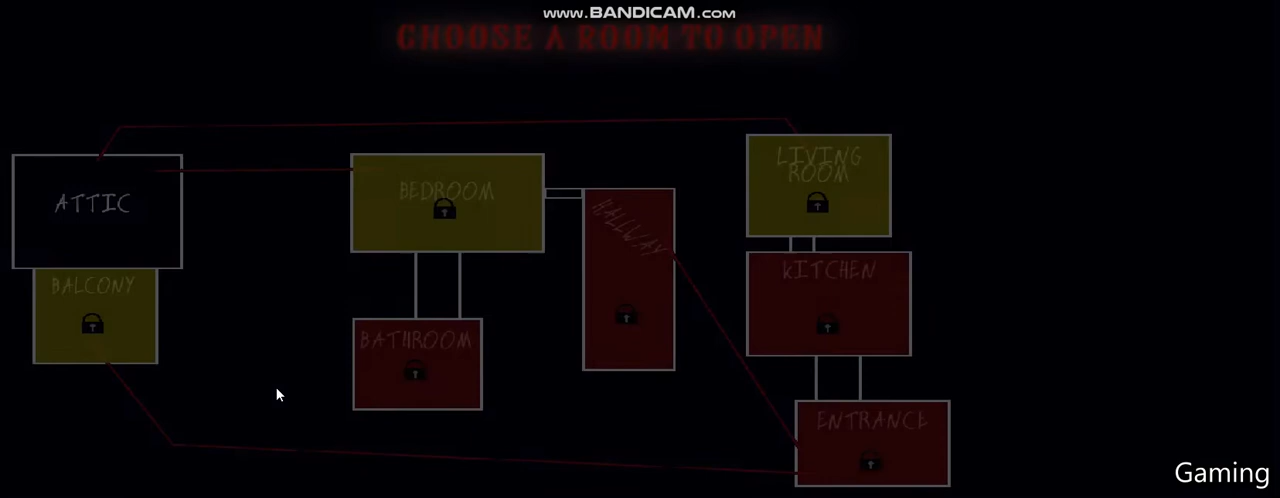 www.BANDICAM.com
CHOOSE A ROOM TO OPEN
ATTIC
BEDROOM
HALLWAY
LIVING
ROOM
BALCONY
KITCHEN
BATHROOM
ENTRANCE
Gaming